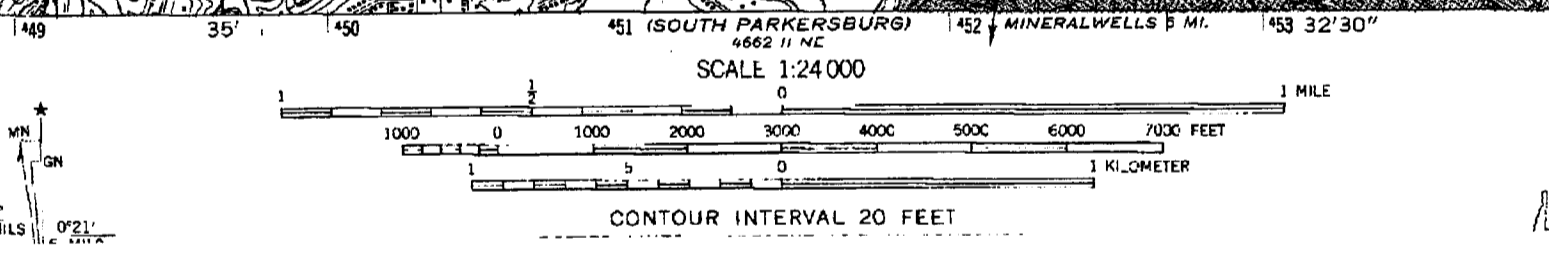 449 35' 450 451 (SOUTH PARKERSBURG) 452 MINERALWELLS 5 MI. 453 32'30"
4662 II NE
SCALE 1:24 000
1 1/2 0 1 MILE
1000 0 1000 2000 3000 4000 5000 6000 7000 FEET
1 5 0 1 KILOMETER
MN
GN
CONTOUR INTERVAL 20 FEET
0°21'